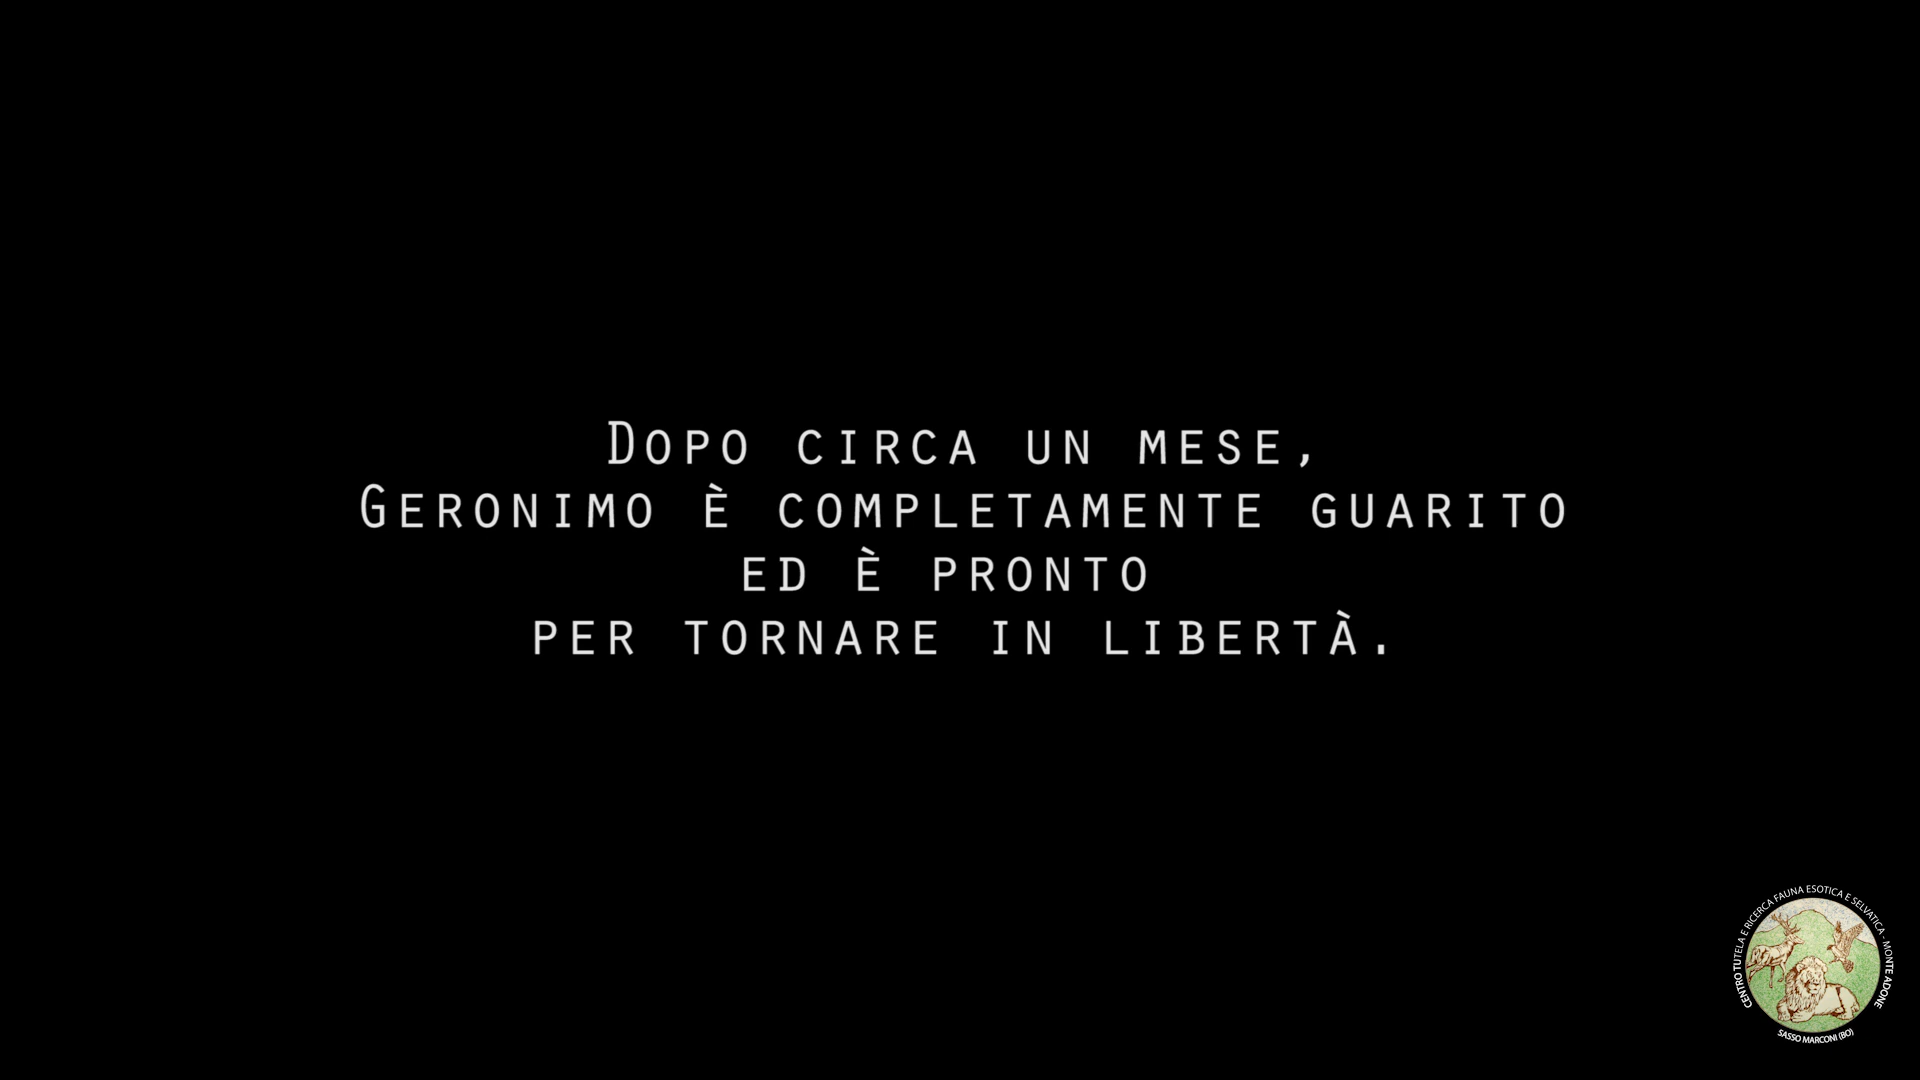 Dopo circa un mese,
Geronimo è completamente guarito
ed è pronto
per tornare in libertà.
CENTRO TUTELA E RICERCA FAUNA ESOTICA E SELVATICA - MONTE ADONE
SASSO MARCONI (BO)